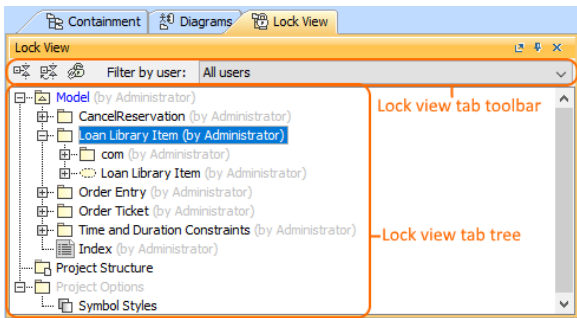 Containment Diagrams Lock View
Lock View
Filter by user: All users
Lock view tab toolbar
Model (by Administrator)
CancelReservation (by Administrator)
Loan Library Item (by Administrator)
com (by Administrator)
Loan Library Item (by Administrator)
Order Entry (by Administrator)
Order Ticket (by Administrator)
Time and Duration Constraints (by Administrator)
Lock view tab tree
Index (by Administrator)
Project Structure
Project Options
Symbol Styles